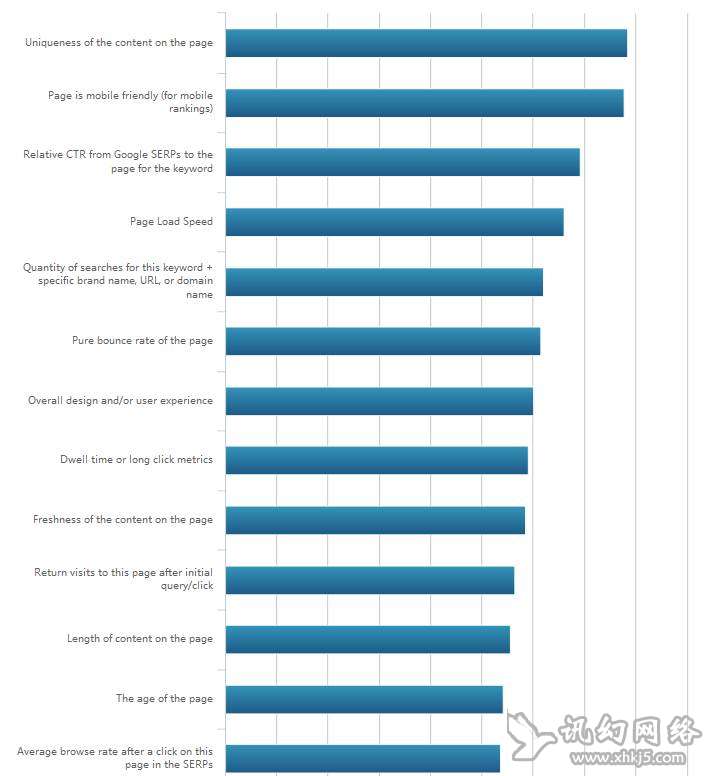 Uniqueness of the content on the page
Page is mobile friendly (for mobile
rankings)
Relative CTR from Google SERPs to the
page for the keyword
Page Load Speed
Quantity of searches for this keyword +
specific brand name, URL, or domain
name
Pure bounce rate of the page
Overall design and/or user experience
Dwell time or long click metrics
Freshness of the content on the page
Return visits to this page after initial
query/click
Length of content on the page
The age of the page
Average browse rate after a click on this
page in the SERPs
讯幻网络
www.xhkj5.com